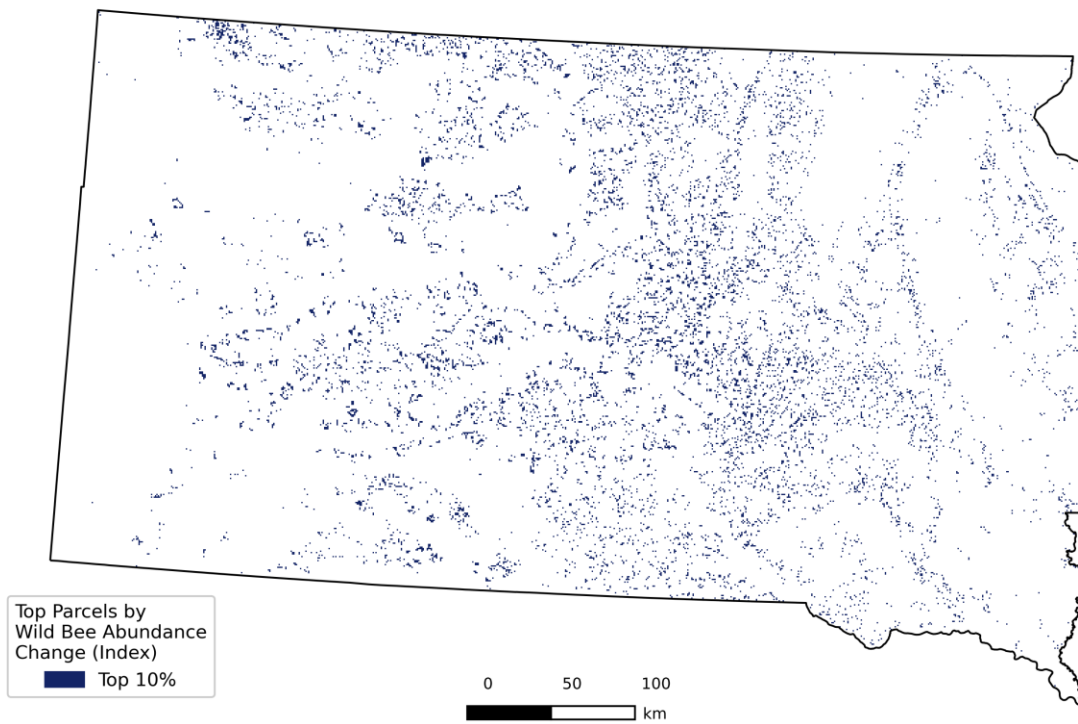 Top Parcels by
Wild Bee Abundance
Change (Index)
Top 10%
0 50 100
km